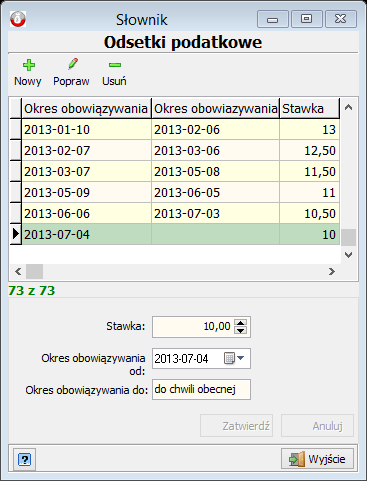 Słownik
Odsetki podatkowe
Nowy Popraw Usuń
Okres obowiązywania Okres obowiazywania Stawka
2013-01-10 2013-02-06 13
2013-02-07 2013-03-06 12,50
2013-03-07 2013-05-08 11,50
2013-05-09 2013-06-05 11
2013-06-06 2013-07-03 10,50
2013-07-04 10
73 z 73
Stawka: 10,00
Okres obowiązywania od: 2013-07-04
Okres obowiązywania do: do chwili obecnej
Zatwierdź Anuluj
? Wyjście